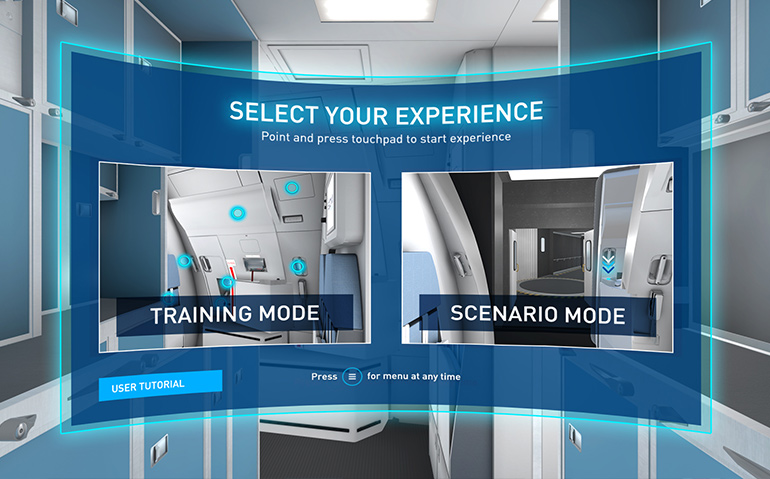 SELECT YOUR EXPERIENCE
Point and press touchpad to start experience
TRAINING MODE
SCENARIO MODE
USER TUTORIAL
Press ≡ for menu at any time